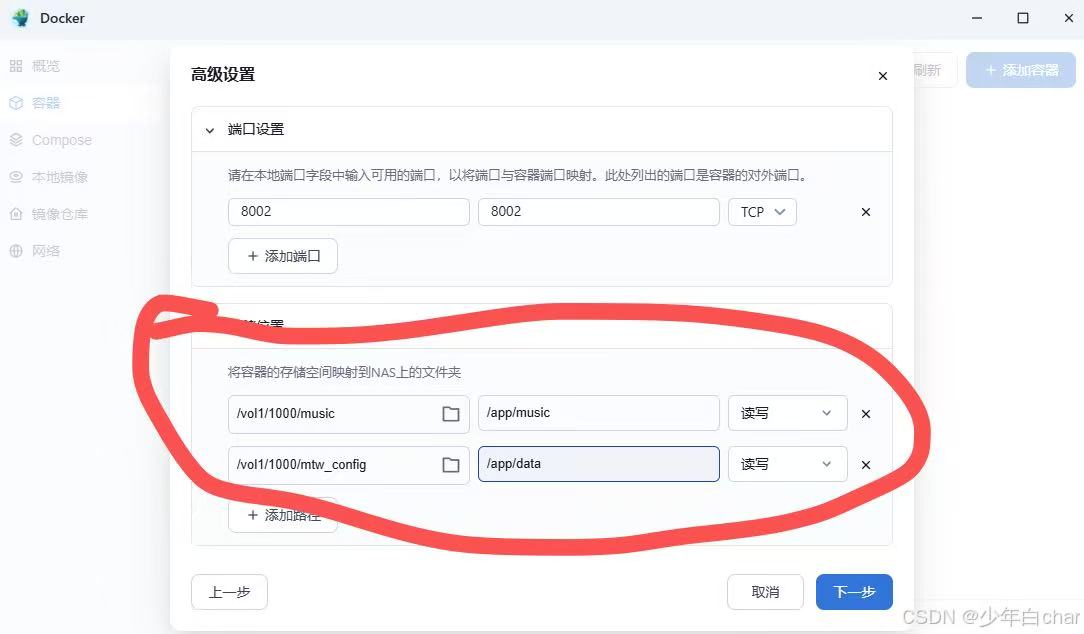 Docker
概览
容器
Compose
本地镜像
镜像仓库
网络
刷新
+ 添加容器
高级设置
端口设置
请在本地端口字段中输入可用的端口，以将端口与容器端口映射。此处列出的端口是容器的对外端口。
8002 8002 TCP
+ 添加端口
位置
将容器的存储空间映射到NAS上的文件夹
/vol1/1000/music /app/music 读写
/vol1/1000/mtw_config /app/data 读写
+ 添加路径
上一步 取消 下一步
CSDN @少年白char